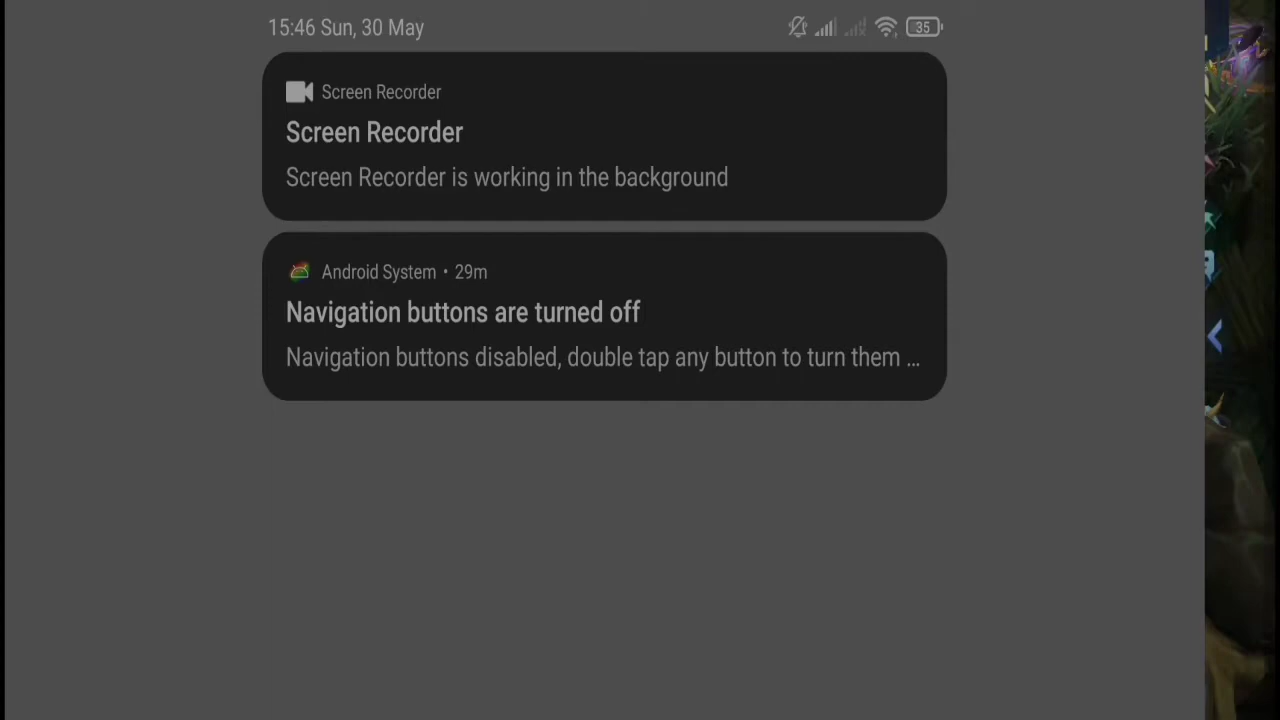 15:46 Sun, 30 May
35
Screen Recorder
Screen Recorder
Screen Recorder is working in the background
Android System • 29m
Navigation buttons are turned off
Navigation buttons disabled, double tap any button to turn them ...